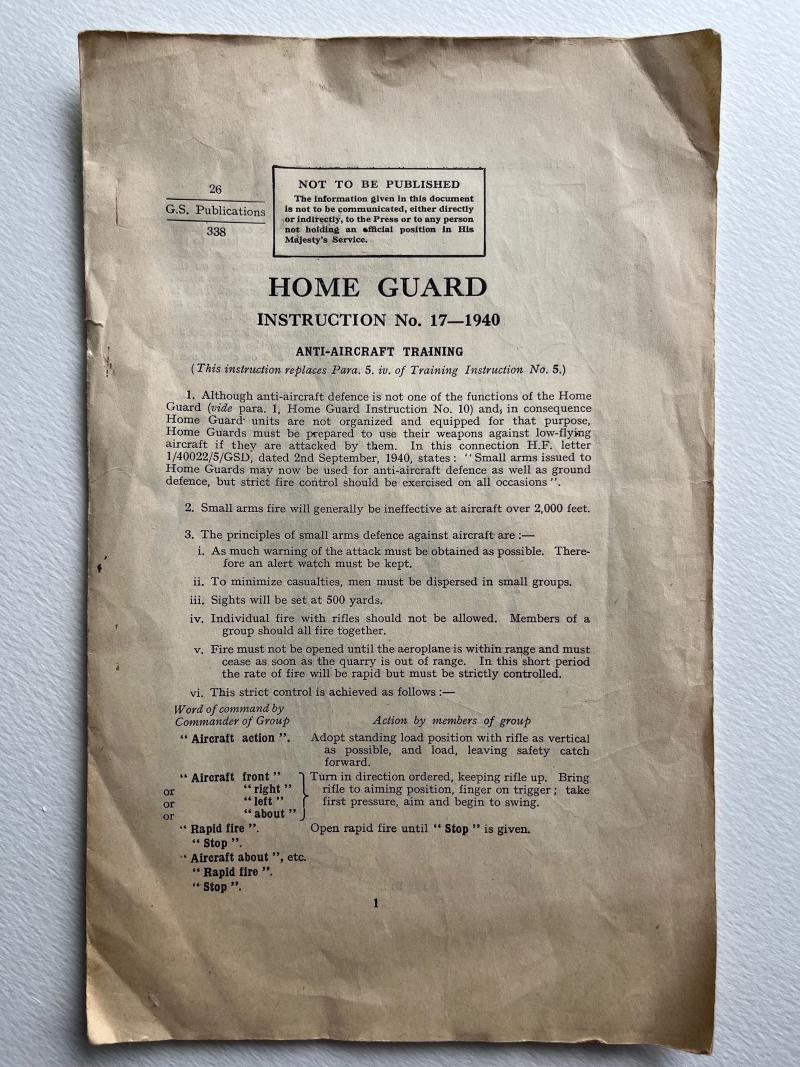 26
G.S. Publications
338
NOT TO BE PUBLISHED
The information given in this document
is not to be communicated, either directly
or indirectly, to the Press or to any person
not holding an official position in His
Majesty's Service.
HOME GUARD
INSTRUCTION No. 17—1940
ANTI-AIRCRAFT TRAINING
(This instruction replaces Para. 5. iv. of Training Instruction No. 5.)
1. Although anti-aircraft defence is not one of the functions of the Home
Guard (vide para. 1, Home Guard Instruction No. 10) and, in consequence
Home Guard units are not organized and equipped for that purpose,
Home Guards must be prepared to use their weapons against low-flying
aircraft if they are attacked by them. In this connection H.F. letter
1/40022/5/GSD, dated 2nd September, 1940, states : "Small arms issued to
Home Guards may now be used for anti-aircraft defence as well as ground
defence, but strict fire control should be exercised on all occasions".
2. Small arms fire will generally be ineffective at aircraft over 2,000 feet.
3. The principles of small arms defence against aircraft are :—
i. As much warning of the attack must be obtained as possible. There-
fore an alert watch must be kept.
ii. To minimize casualties, men must be dispersed in small groups.
iii. Sights will be set at 500 yards.
iv. Individual fire with rifles should not be allowed. Members of a
group should all fire together.
v. Fire must not be opened until the aeroplane is within range and must
cease as soon as the quarry is out of range. In this short period
the rate of fire will be rapid but must be strictly controlled.
vi. This strict control is achieved as follows :—
Word of command by
Commander of Group Action by members of group
"Aircraft action". Adopt standing load position with rifle as vertical
as possible, and load, leaving safety catch
forward.
"Aircraft front" Turn in direction ordered, keeping rifle up. Bring
or "right" rifle to aiming position, finger on trigger ; take
or "left" first pressure, aim and begin to swing.
or "about"
"Rapid fire". Open rapid fire until "Stop" is given.
"Stop".
"Aircraft about", etc.
"Rapid fire".
"Stop".
1